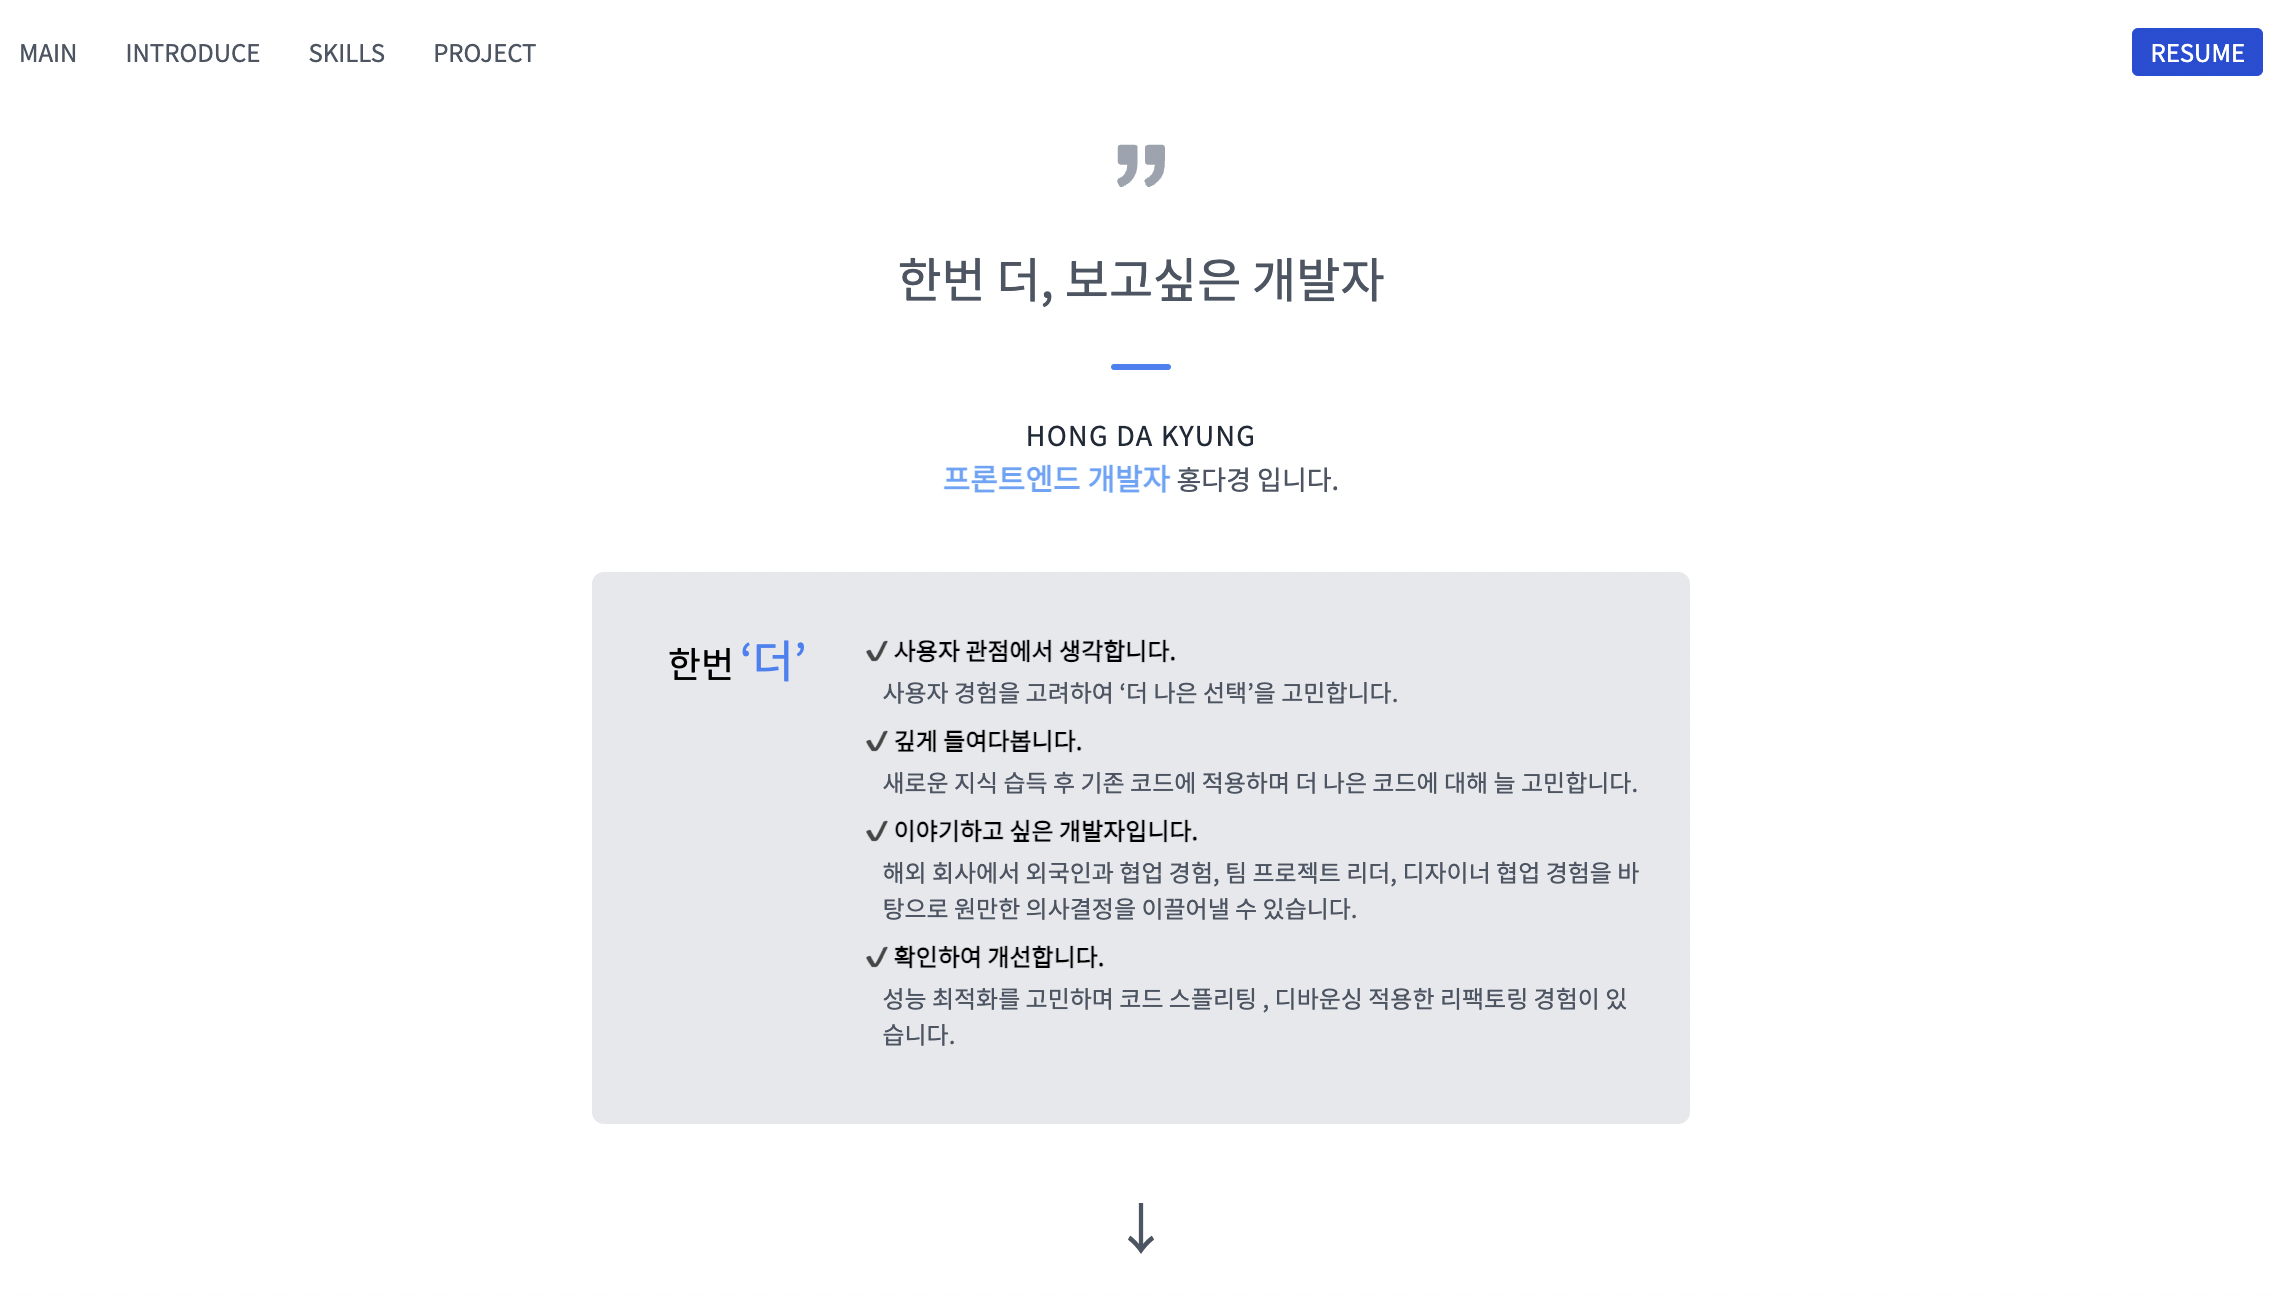 MAIN INTRODUCE SKILLS PROJECT RESUME
”
한번 더, 보고싶은 개발자
HONG DA KYUNG
프론트엔드 개발자 홍다경 입니다.
한번 ‘더’
✔ 사용자 관점에서 생각합니다.
사용자 경험을 고려하여 ‘더 나은 선택’을 고민합니다.
✔ 깊게 들여다봅니다.
새로운 지식 습득 후 기존 코드에 적용하며 더 나은 코드에 대해 늘 고민합니다.
✔ 이야기하고 싶은 개발자입니다.
해외 회사에서 외국인과 협업 경험, 팀 프로젝트 리더, 디자이너 협업 경험을 바
탕으로 원만한 의사결정을 이끌어낼 수 있습니다.
✔ 확인하여 개선합니다.
성능 최적화를 고민하며 코드 스플리팅 , 디바운싱 적용한 리팩토링 경험이 있
습니다.
↓